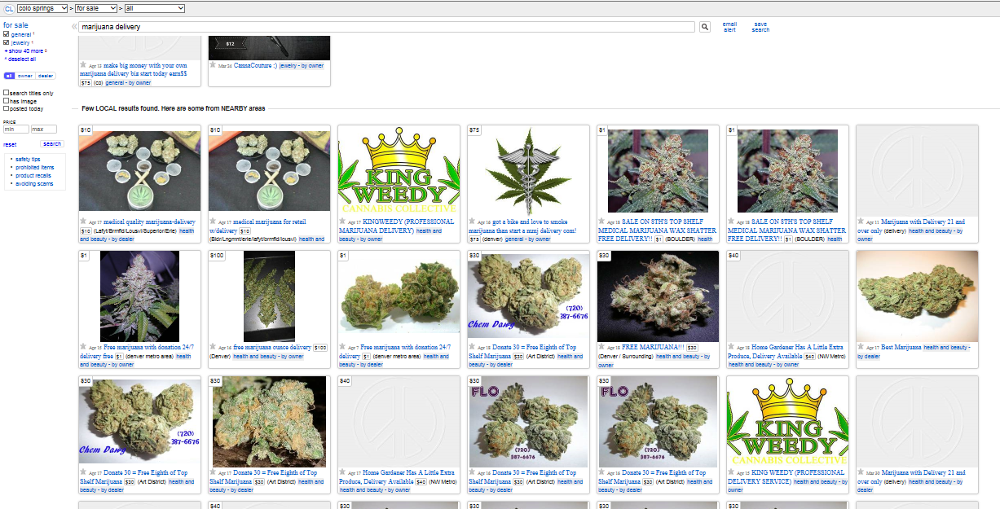 CL colo springs > for sale > all
for sale
marijuana delivery
email alert
save search
general
jewelry
+ show 40 more
^ deselect all
all owner dealer
search titles only
has image
posted today
PRICE
min max
reset search
• safety tips
• prohibited items
• product recalls
• avoiding scams
$12
Apr 13 make big money with your own
marijuana delivery biz start today earn$$
$75 (co) general - by owner
Mar 24 CannaCouture :) jewelry - by owner
Few LOCAL results found. Here are some from NEARBY areas
$10
Apr 17 medical quality marijuana-delivery
$10 (Lafyt/Brmfld/Lousvl/Superior/Erie) health
and beauty - by dealer
$10
Apr 17 medical marijuana for retail
w/delivery $10
(Bldr/Lngmnt/erie/lafyt/brmfld/lousvl) health and
KING
WEEDY
CANNABIS COLLECTIVE
Apr 17 KINGWEEDY (PROFESSIONAL
MARIJUANA DELIVERY) health and
beauty - by owner
$75
Apr 16 got a bike and love to smoke
marijuana than start a mmj delivery com!
$75 (denver) general - by owner
$1
Apr 18 SALE ON 8TH'S TOP SHELF
MEDICAL MARIJUANA WAX SHATTER
FREE DELIVERY!! $1 (BOULDER) health
$1
Apr 18 SALE ON 8TH'S TOP SHELF
MEDICAL MARIJUANA WAX SHATTER
FREE DELIVERY!! $1 (BOULDER) health
Apr 11 Marijuana with Delivery 21 and
over only (delivery) health and beauty - by
owner
$1
Free marijuana with donation 24/7
delivery free $1 (denver metro area) health
and beauty - by owner
$100
Apr 16 free marijuana ounce delivery $100
(Denver) health and beauty - by owner
$1
Apr 7 Free marijuana with donation 24/7
delivery $1 (denver metro area) health and
beauty - by dealer
$30
(720)
387-6676
Chem Dawg
Apr 18 Donate 30 = Free Eighth of Top
Shelf Marijuana $30 (Art District) health and
beauty - by dealer
$30
Apr 18 FREE MARIJUANA!!! $30
(Denver / Surrounding) health and beauty - by
owner
$40
Apr 18 Home Gardener Has A Little Extra
Produce, Delivery Available $40 (NW Metro)
health and beauty - by owner
Apr 17 Best Marijuana health and beauty -
by dealer
$30
(720)
387-6676
Chem Dawg
Apr 17 Donate 30 = Free Eighth of Top
Shelf Marijuana $30 (Art District) health and
beauty - by dealer
$30
Apr 17 Donate 30 = Free Eighth of Top
Shelf Marijuana $30 (Art District) health and
beauty - by dealer
$40
Apr 17 Home Gardener Has A Little Extra
Produce, Delivery Available $40 (NW Metro)
health and beauty - by owner
$30
FLO
(720)
387-6676
Apr 16 Donate 30 = Free Eighth of Top
Shelf Marijuana $30 (Art District) health and
beauty - by dealer
$30
FLO
(720)
387-6676
Apr 16 Donate 30 = Free Eighth of Top
Shelf Marijuana $30 (Art District) health and
beauty - by dealer
KING
WEEDY
CANNABIS COLLECTIVE
Apr 15 KING WEEDY (PROFESSIONAL
DELIVERY SERVICE) health and beauty - by
owner
Mar 30 Marijuana with Delivery 21 and
over only (delivery) health and beauty - by
dealer
$40
$30
$30
$30
$30